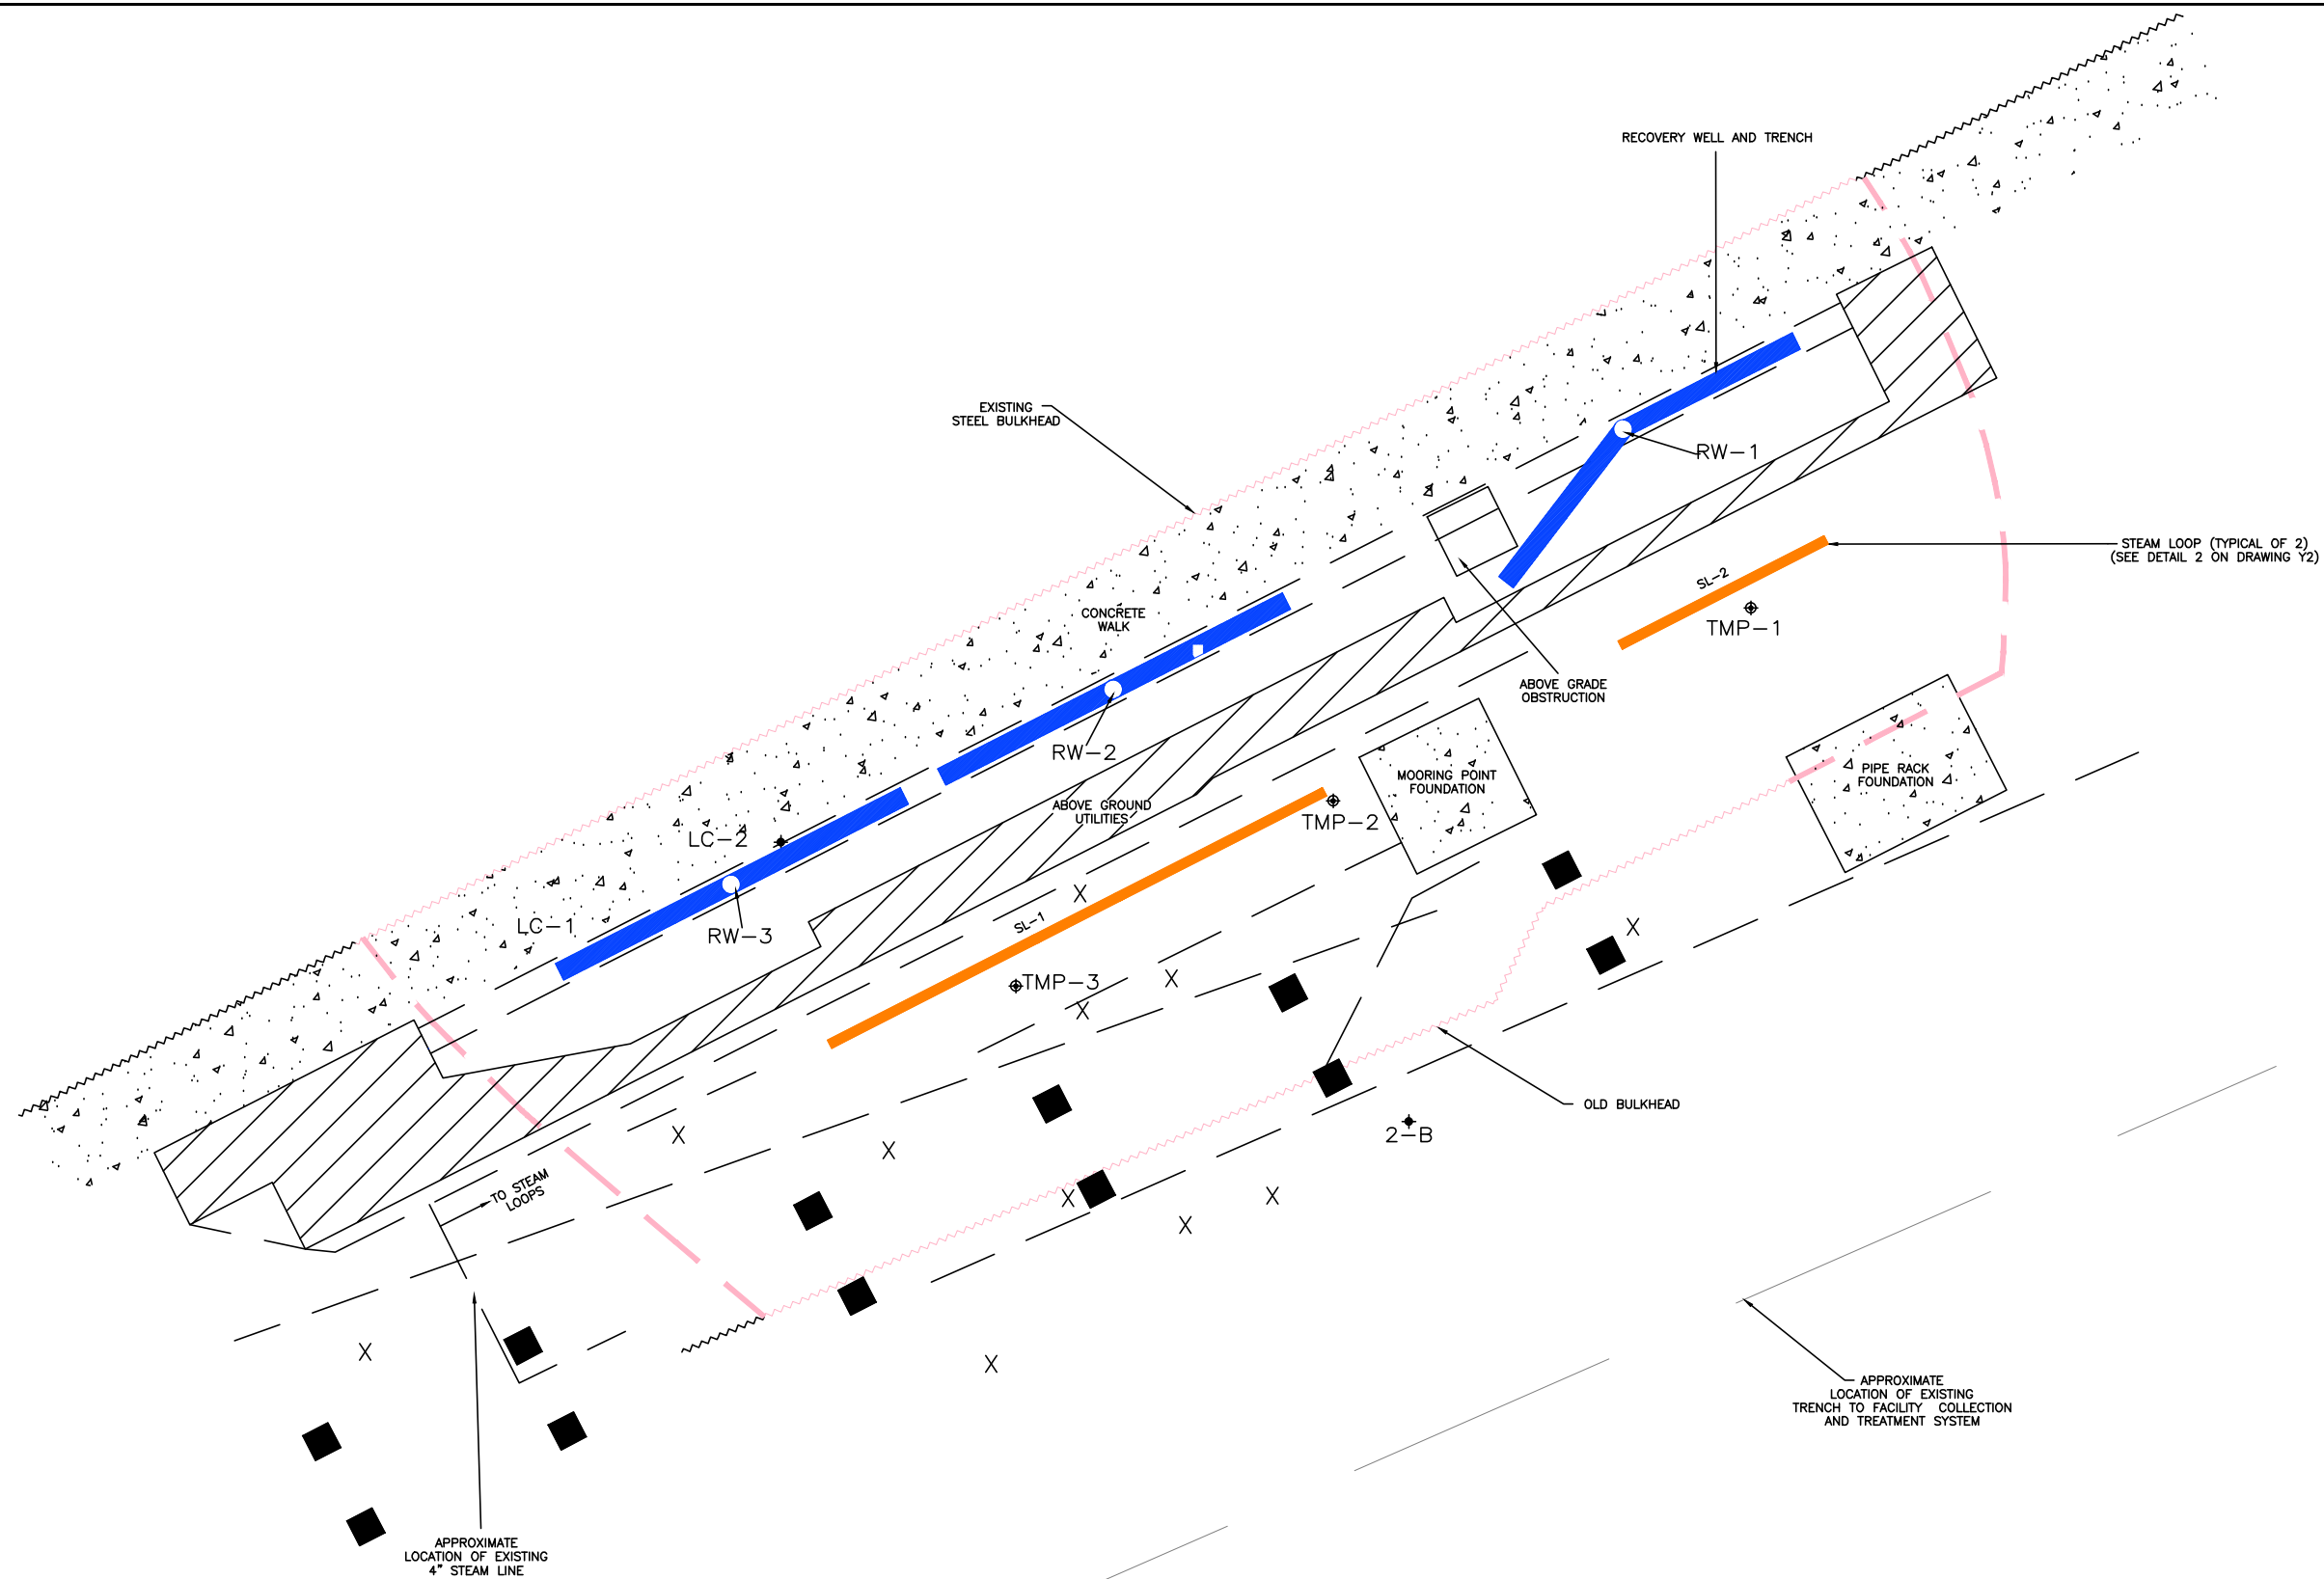 RECOVERY WELL AND TRENCH
EXISTING
STEEL BULKHEAD
RW-1
STEAM LOOP (TYPICAL OF 2)
(SEE DETAIL 2 ON DRAWING Y2)
SL-2
TMP-1
CONCRETE
WALK
ABOVE GRADE
OBSTRUCTION
RW-2
MOORING POINT
FOUNDATION
PIPE RACK
FOUNDATION
ABOVE GROUND
UTILITIES
TMP-2
LC-2
SL-1
LC-1
RW-3
TMP-3
X
X
X
X
OLD BULKHEAD
2-B
X
X
TO STEAM
LOOPS
X
X
X
X
X
APPROXIMATE
LOCATION OF EXISTING
TRENCH TO FACILITY COLLECTION
AND TREATMENT SYSTEM
APPROXIMATE
LOCATION OF EXISTING
4" STEAM LINE